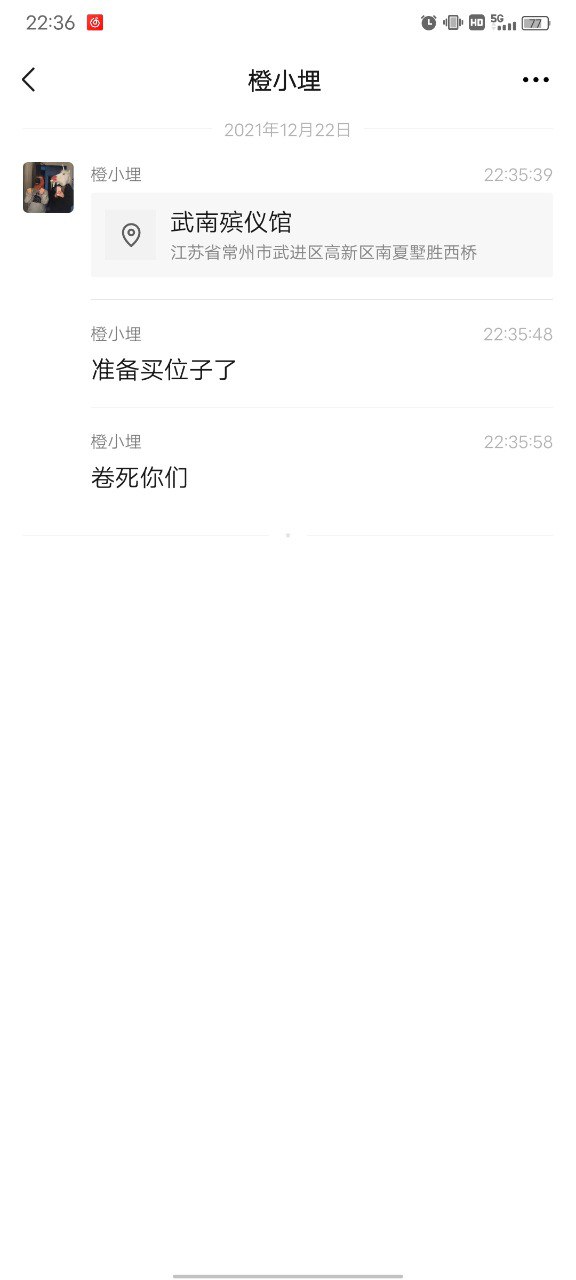 22:36
HD 5G 77
橙小埋
2021年12月22日
橙小埋 22:35:39
武南殡仪馆
江苏省常州市武进区高新区南夏墅胜西桥
橙小埋 22:35:48
准备买位子了
橙小埋 22:35:58
卷死你们